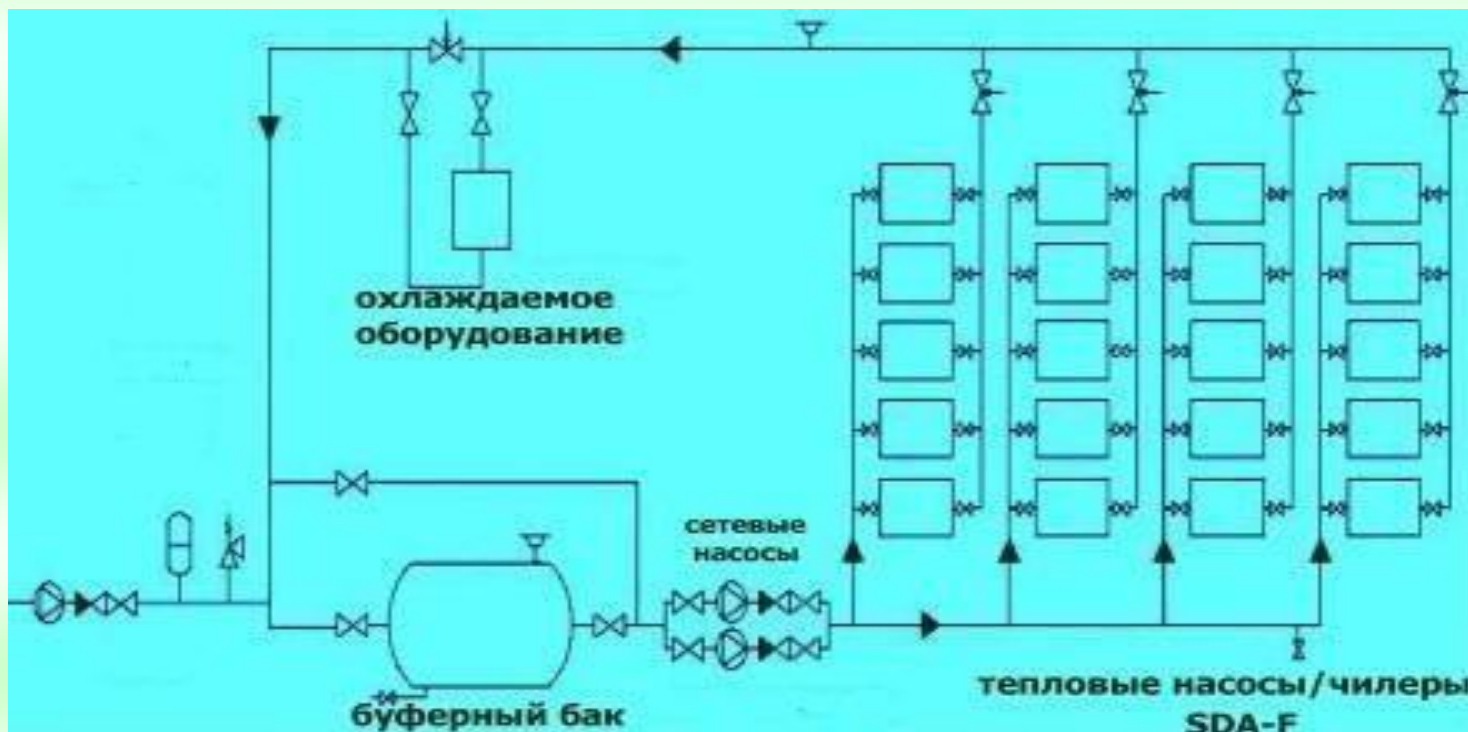 охлаждаемое
оборудование
сетевые
насосы
буферный бак
тепловые насосы/чилеры
SDA-F